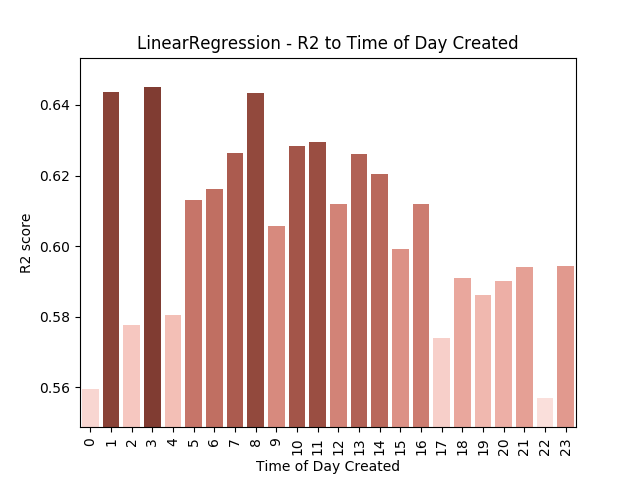 LinearRegression - R2 to Time of Day Created
R2 score
0.64
0.62
0.60
0.58
0.56
0 1 2 3 4 5 6 7 8 9 10 11 12 13 14 15 16 17 18 19 20 21 22 23
Time of Day Created